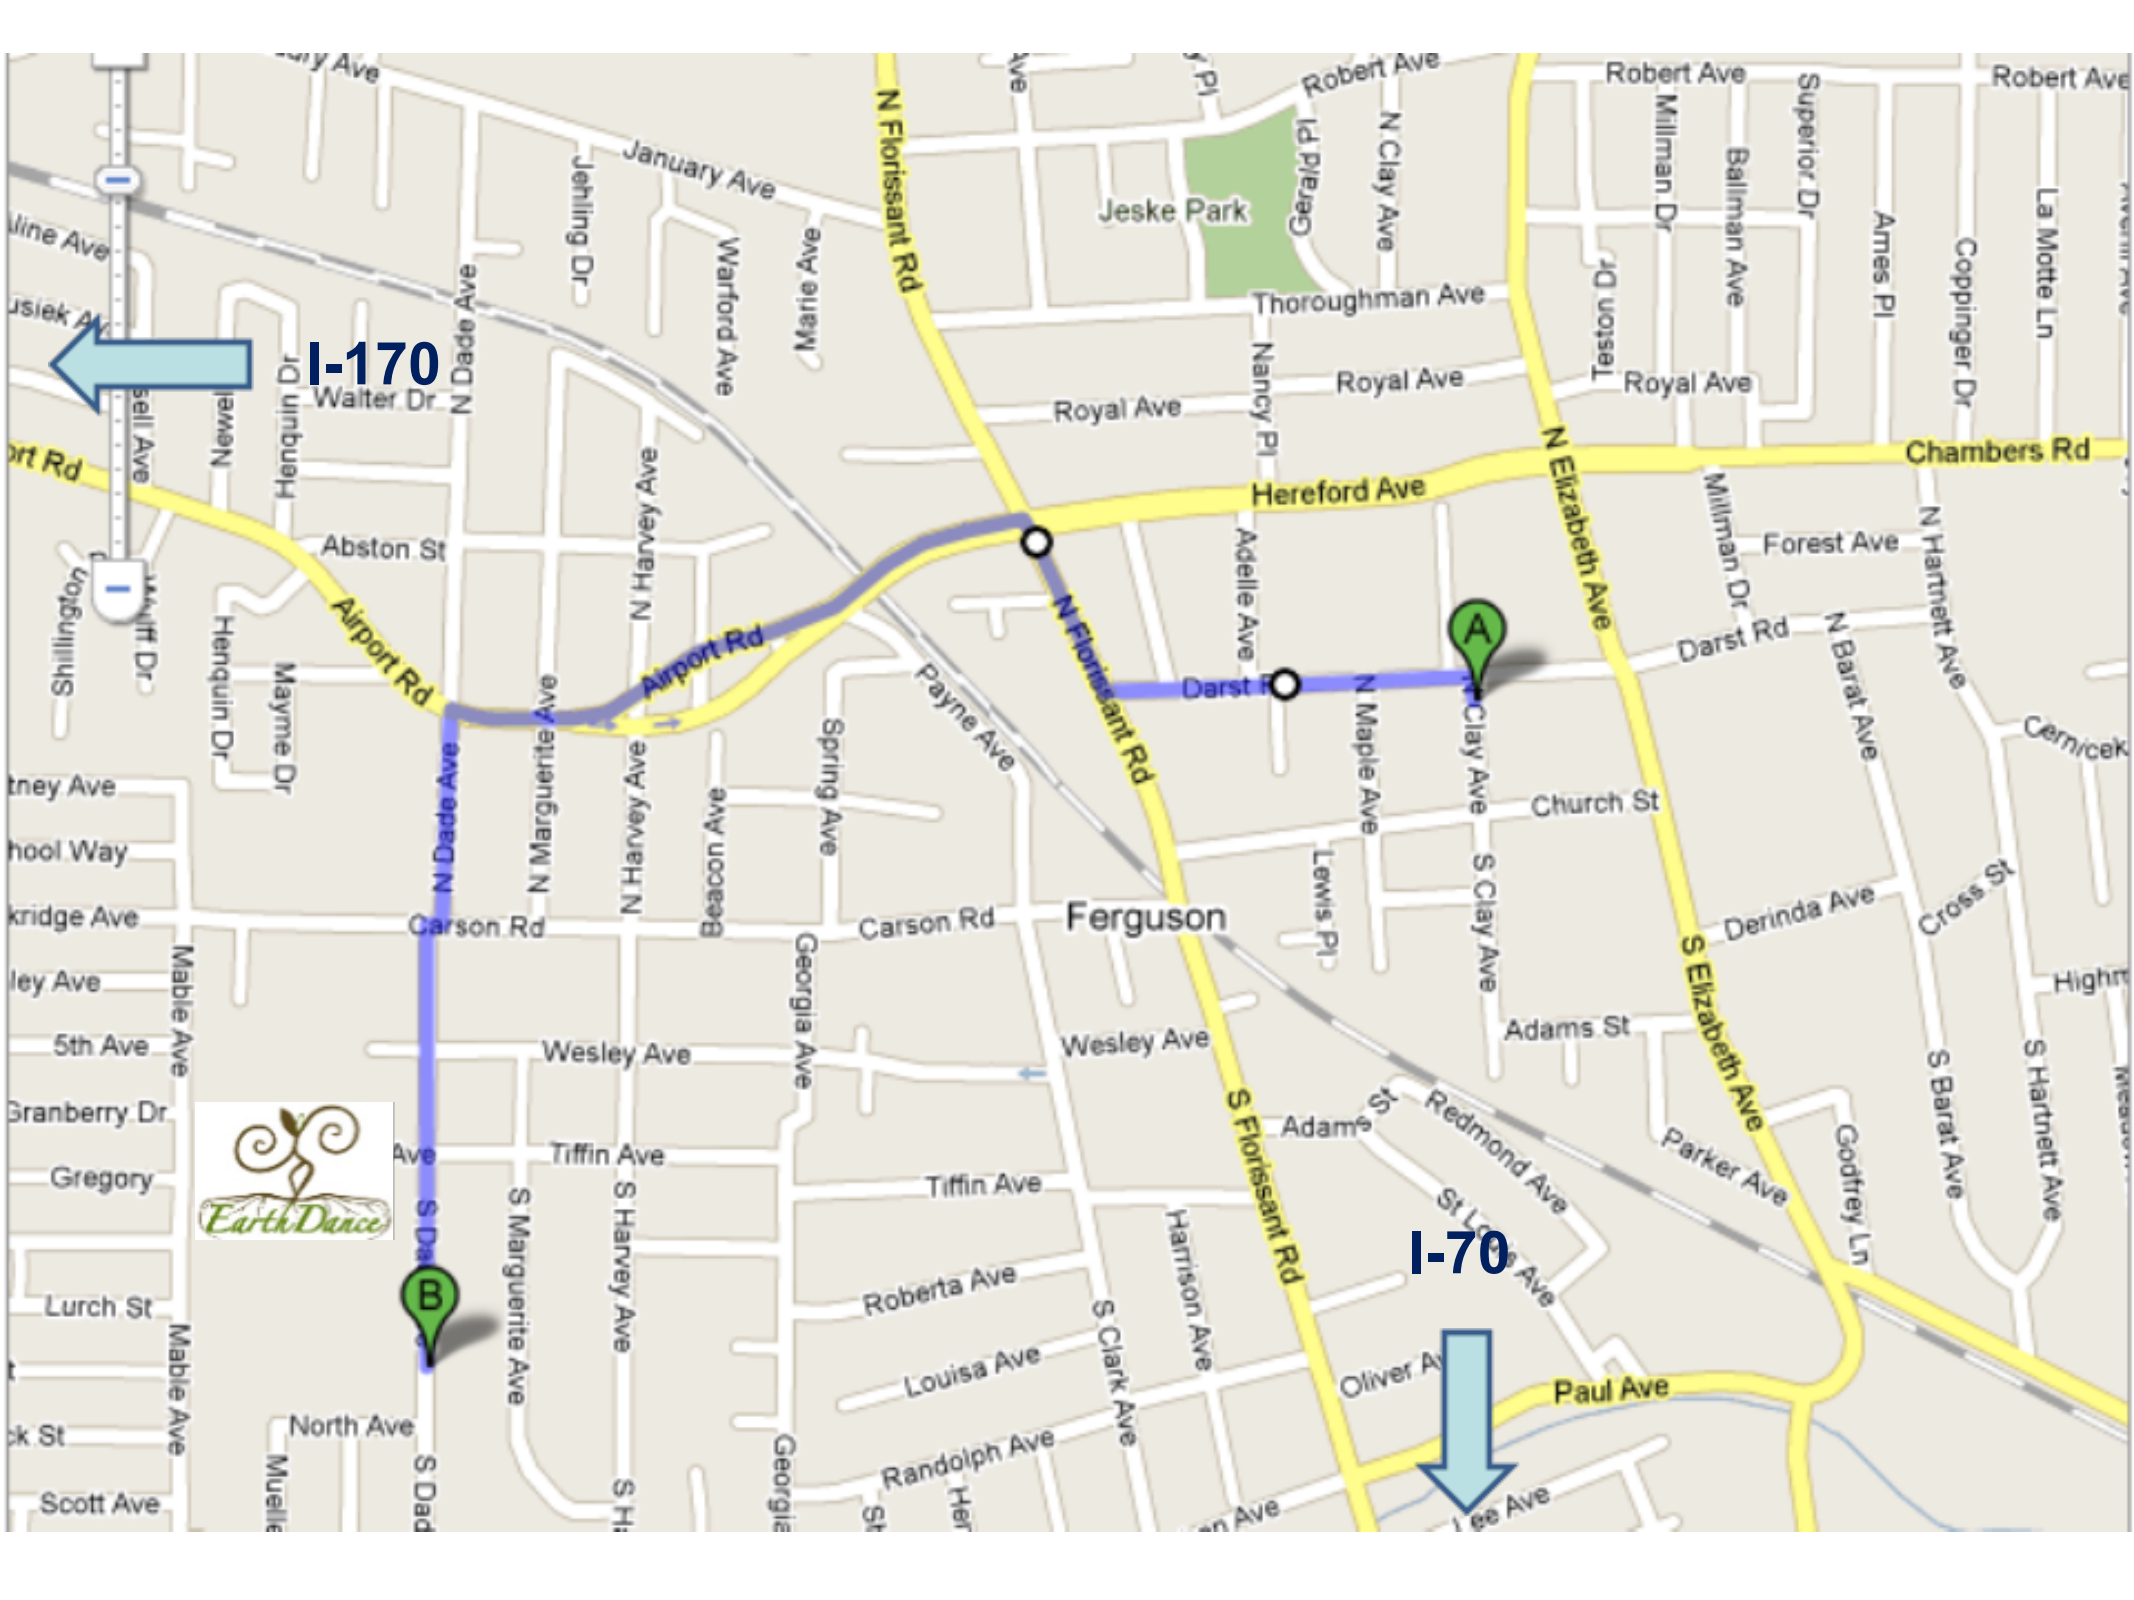 Robert Ave
Robert Ave
Robert Ave
January Ave
N Florissant Rd
Jehling Dr
Warford Ave
Marie Ave
N Dade Ave
Jeske Park
Gerald Pl
N Clay Ave
Millman Dr
Ballman Ave
Superior Dr
Ames Pl
Coppinger Dr
La Motte Ln
Teston Dr
Thoroughman Ave
I-170
Walter Dr
Henquin Dr
Royal Ave
Royal Ave
Royal Ave
Nancy Pl
Chambers Rd
Hereford Ave
N Elizabeth Ave
N Harvey Ave
Abston St
Airport Rd
Airport Rd
Adelle Ave
Millman Dr
Forest Ave
N Hartnett Ave
Shillington
Henquin Dr
Mayme Dr
N Florissant Rd
A
Darst Rd
N Barat Ave
Darst
N Maple Ave
N Clay Ave
Payne Ave
Spring Ave
N Dade Ave
N Marguerite Ave
N Harvey Ave
Beacon Ave
Cernicek
Church St
Lewis Pl
S Clay Ave
Carson Rd
Carson Rd
Ferguson
Derinda Ave
Cross St
S Elizabeth Ave
Mable Ave
Georgia Ave
5th Ave
Wesley Ave
Wesley Ave
Adams St
S Barat Ave
S Hartnett Ave
Granberry Dr
EarthDance
Ave
Tiffin Ave
Tiffin Ave
S Florissant Rd
Adams St
Redmond Ave
St Louis Ave
Parker Ave
Godfrey Ln
Gregory
S Marguerite Ave
S Harvey Ave
Harrison Ave
I-70
B
Lurch St
Roberta Ave
Louisa Ave
S Clark Ave
Oliver
Paul Ave
Mable Ave
North Ave
Randolph Ave
Scott Ave
Georgia
Lee Ave